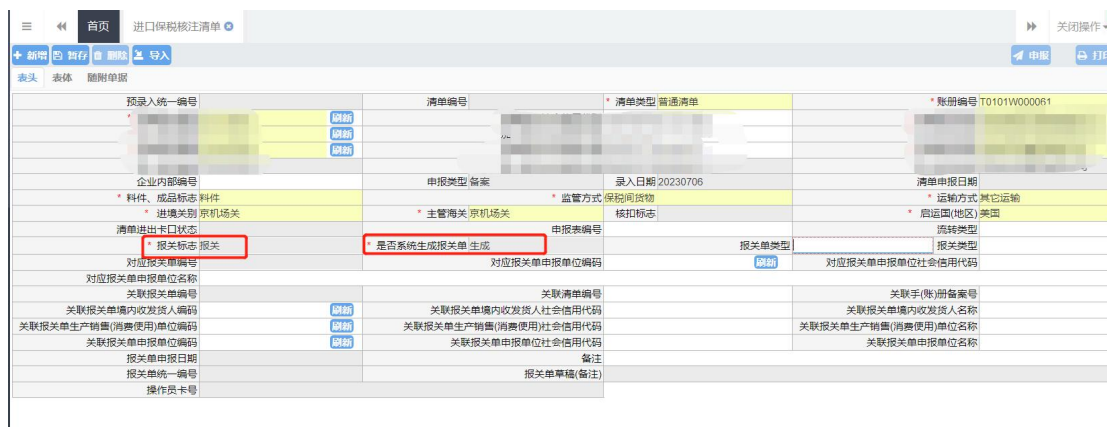 首页 进口保税核注清单 关闭操作
新增 暂存 删除 导入 申报 打印
表头 表体 随附单据
预录入统一编号 清单编号 * 清单类型 普通清单 * 账册编号 T0101W000061
刷新
刷新
刷新
企业内部编号 申报类型 备案 录入日期 20230706 清单申报日期
* 料件、成品标志 料件 * 监管方式 保税间货物 * 运输方式 其它运输
* 进境关别 京机场关 * 主管海关 京机场关 核扣标志 * 启运国(地区) 美国
清单进出卡口状态 申报表编号 流转类型
* 报关标志 报关 * 是否系统生成报关单 生成 报关单类型 报关类型
对应报关单编号 对应报关单申报单位编码 刷新 对应报关单申报单位社会信用代码
对应报关单申报单位名称
关联报关单编号 关联清单编号 关联手(账)册备案号
关联报关单境内收发货人编码 刷新 关联报关单境内收发货人社会信用代码 关联报关单境内收发货人名称
关联报关单生产销售(消费使用)单位编码 刷新 关联报关单生产销售(消费使用)社会信用代码 关联报关单生产销售(消费使用)单位名称
关联报关单申报单位编码 刷新 关联报关单申报单位社会信用代码 关联报关单申报单位名称
报关单申报日期 备注
报关单统一编号 报关单草稿(备注)
操作员卡号